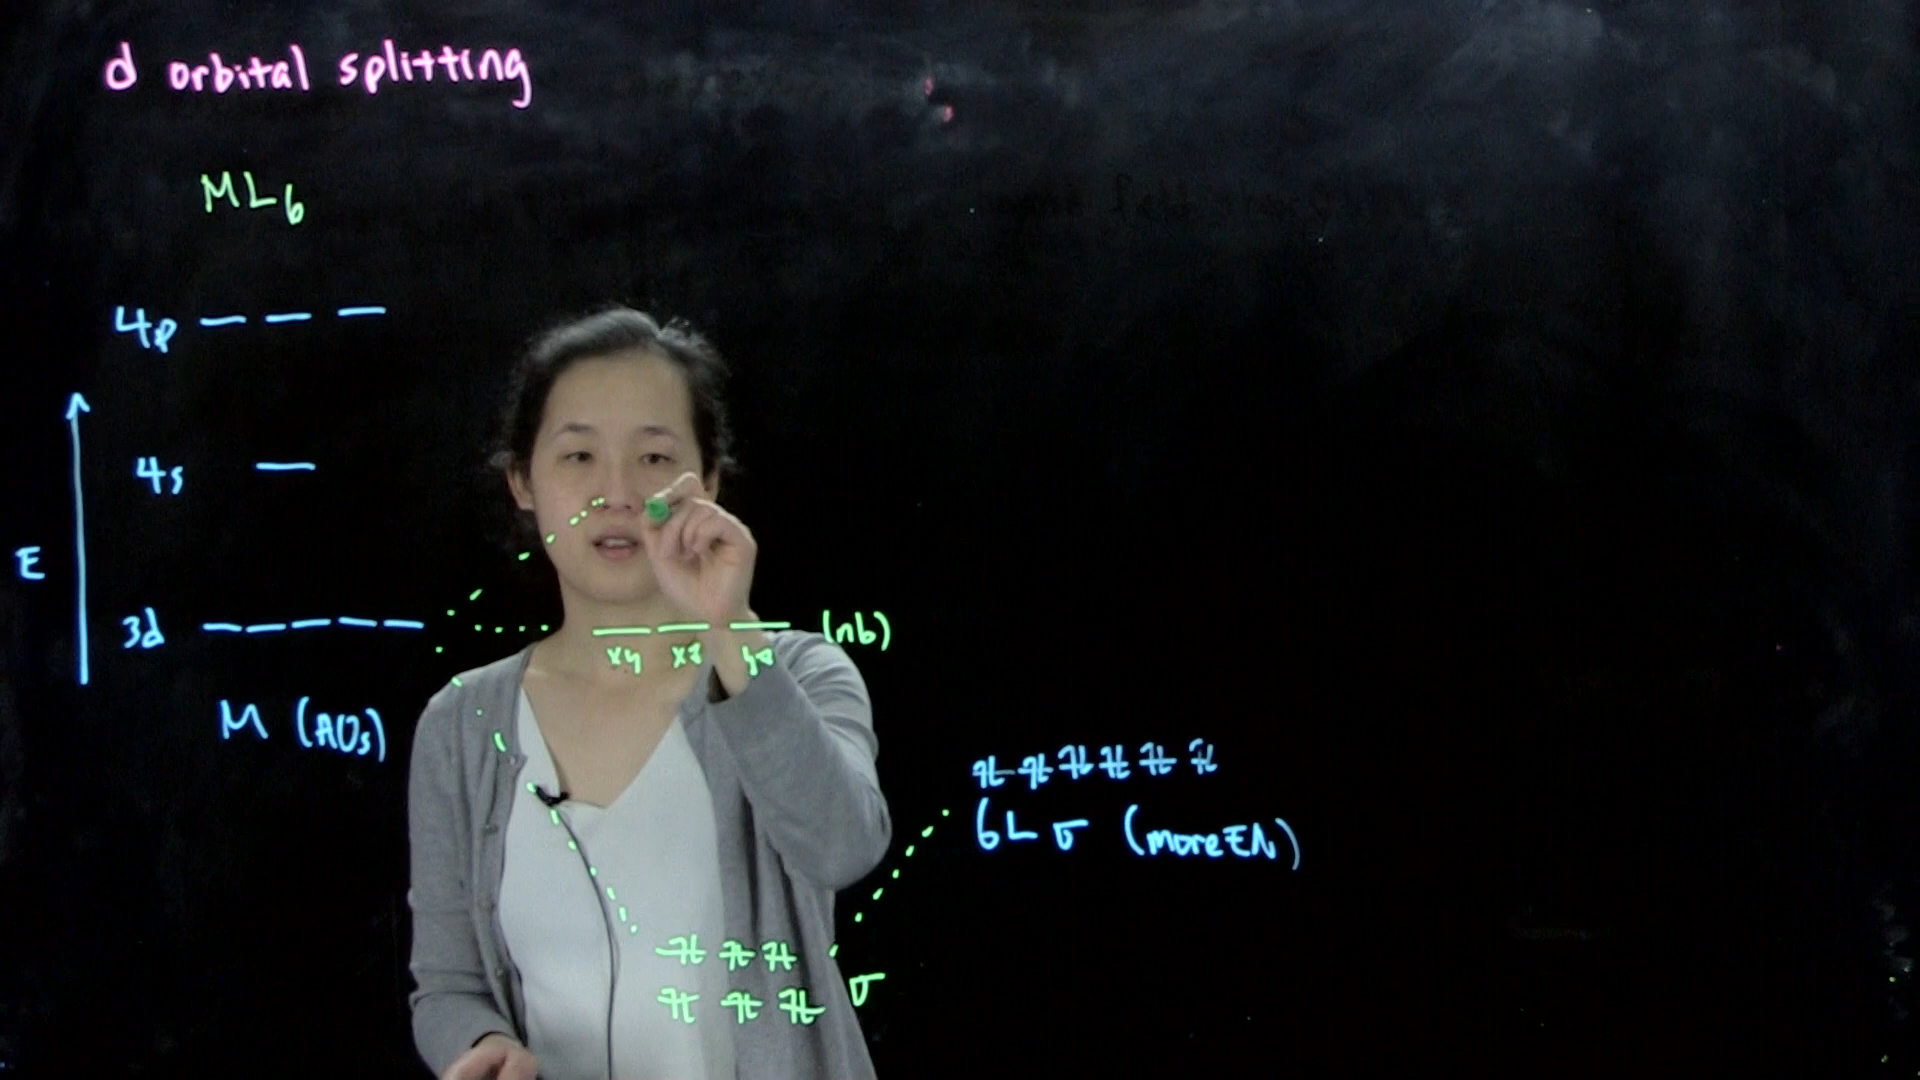 d orbital splitting
ML6
4p
4s
E
3d
(nb)
xy xz yz
M (AOs)
6L σ (more EN)
σ